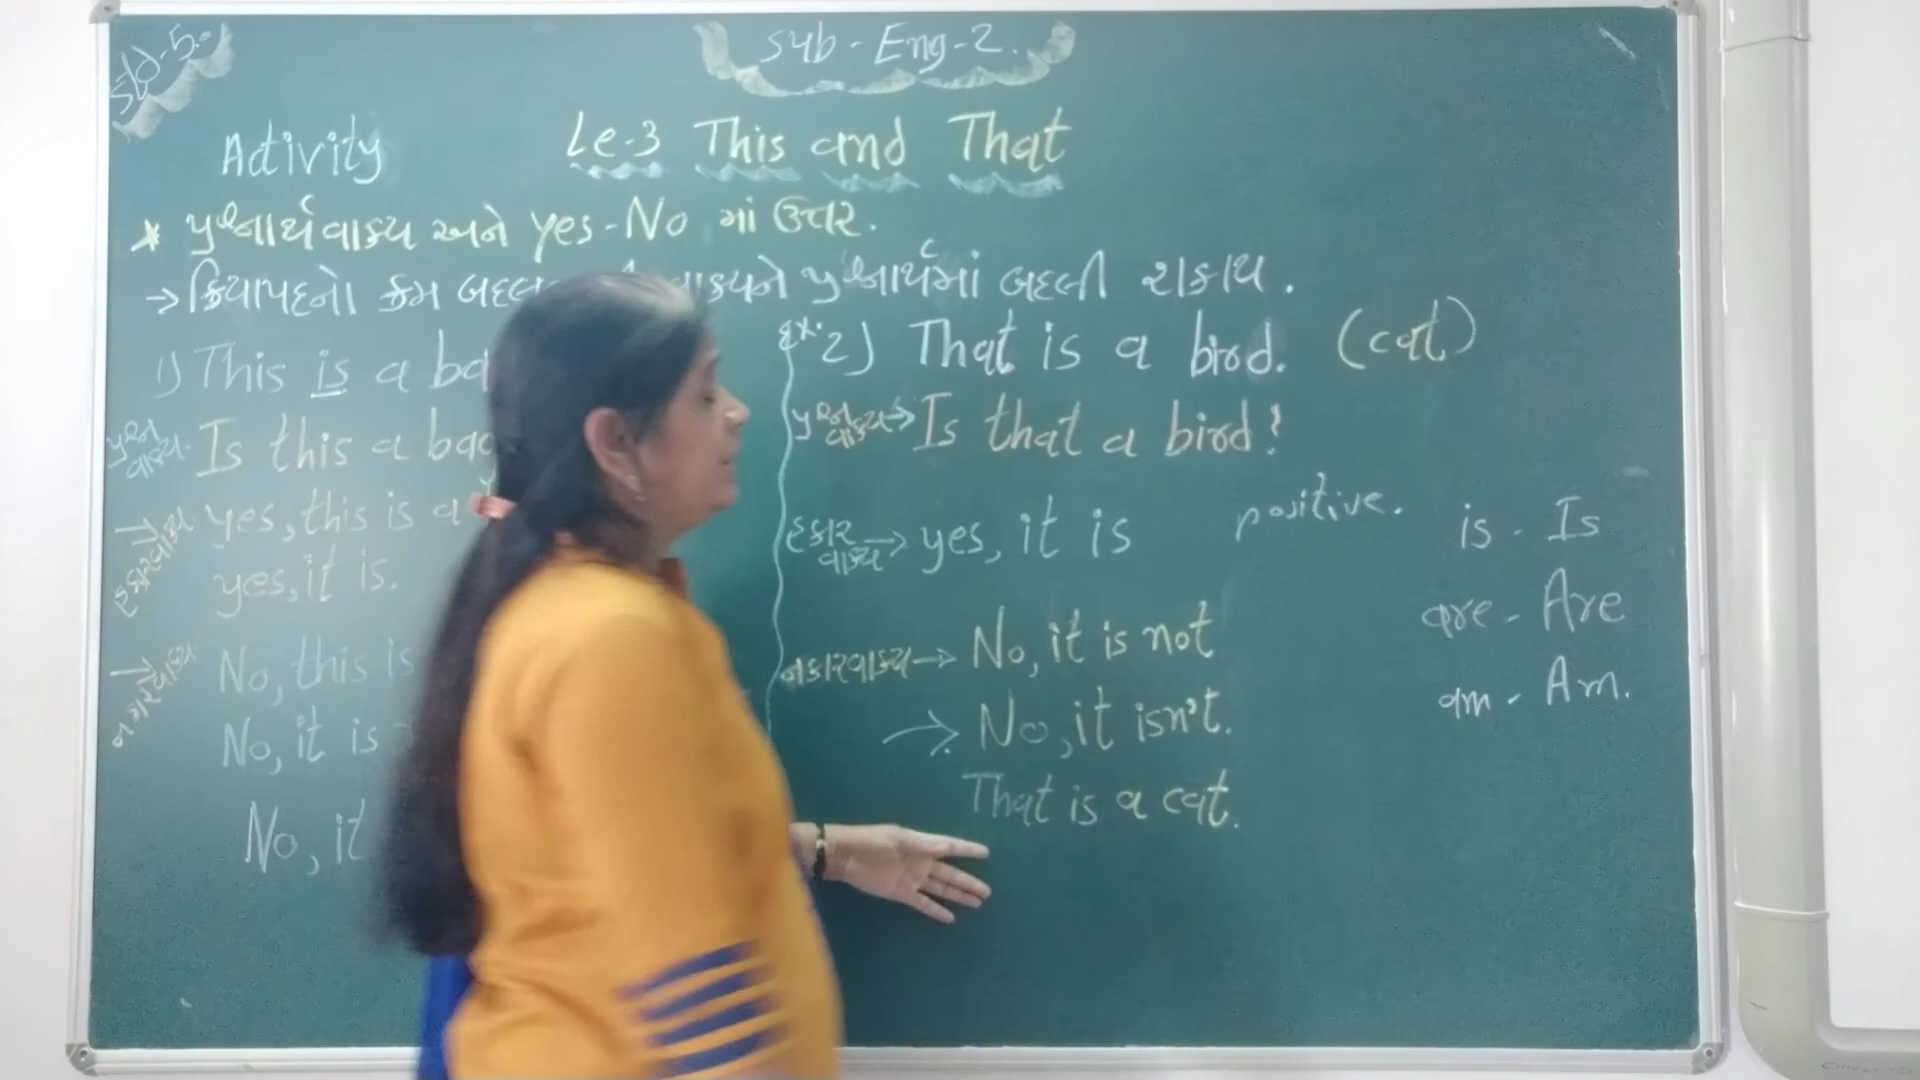 Std-5.
Sub - Eng-2.
Activity
Le-3 This and That
* પ્રશ્નાર્થવાક્ય અને yes-No માં ઉત્તર.
→ ક્રિયાપદનો ક્રમ વાક્યને પ્રશ્નાર્થમાં બદલી શકાય.
1) This is a
પ્રશ્ન વાક્ય. Is this a bag
→ હકારવાક્ય yes, this is a
yes, it is.
→ નકારવાક્ય No, this is
No, it is
No, it
ex. 2) That is a bird. (cat)
પ્રશ્ન વાક્ય → Is that a bird?
હકાર વાક્ય → yes, it is positive.
નકારવાક્ય → No, it is not
→ No, it isn't.
That is a cat.
is - Is
are - Are
am - Am.